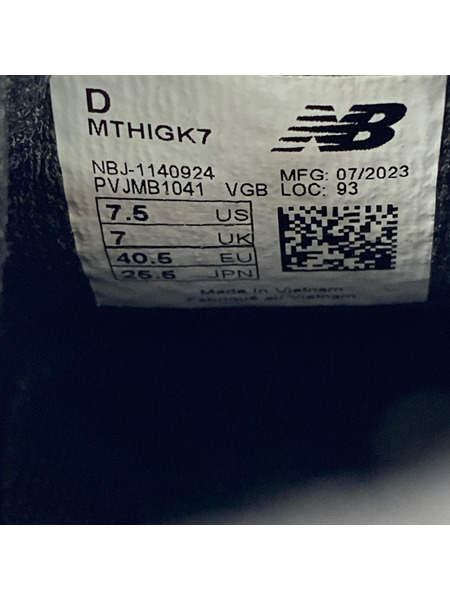 D
NB
MTHIGK7
NBJ-1140924
PVJMB1041 VGB
MFG: 07/2023
LOC: 93
7.5 US
7 UK
40.5 EU
25.5 JPN
Made in Vietnam
Fabriqué au Vietnam